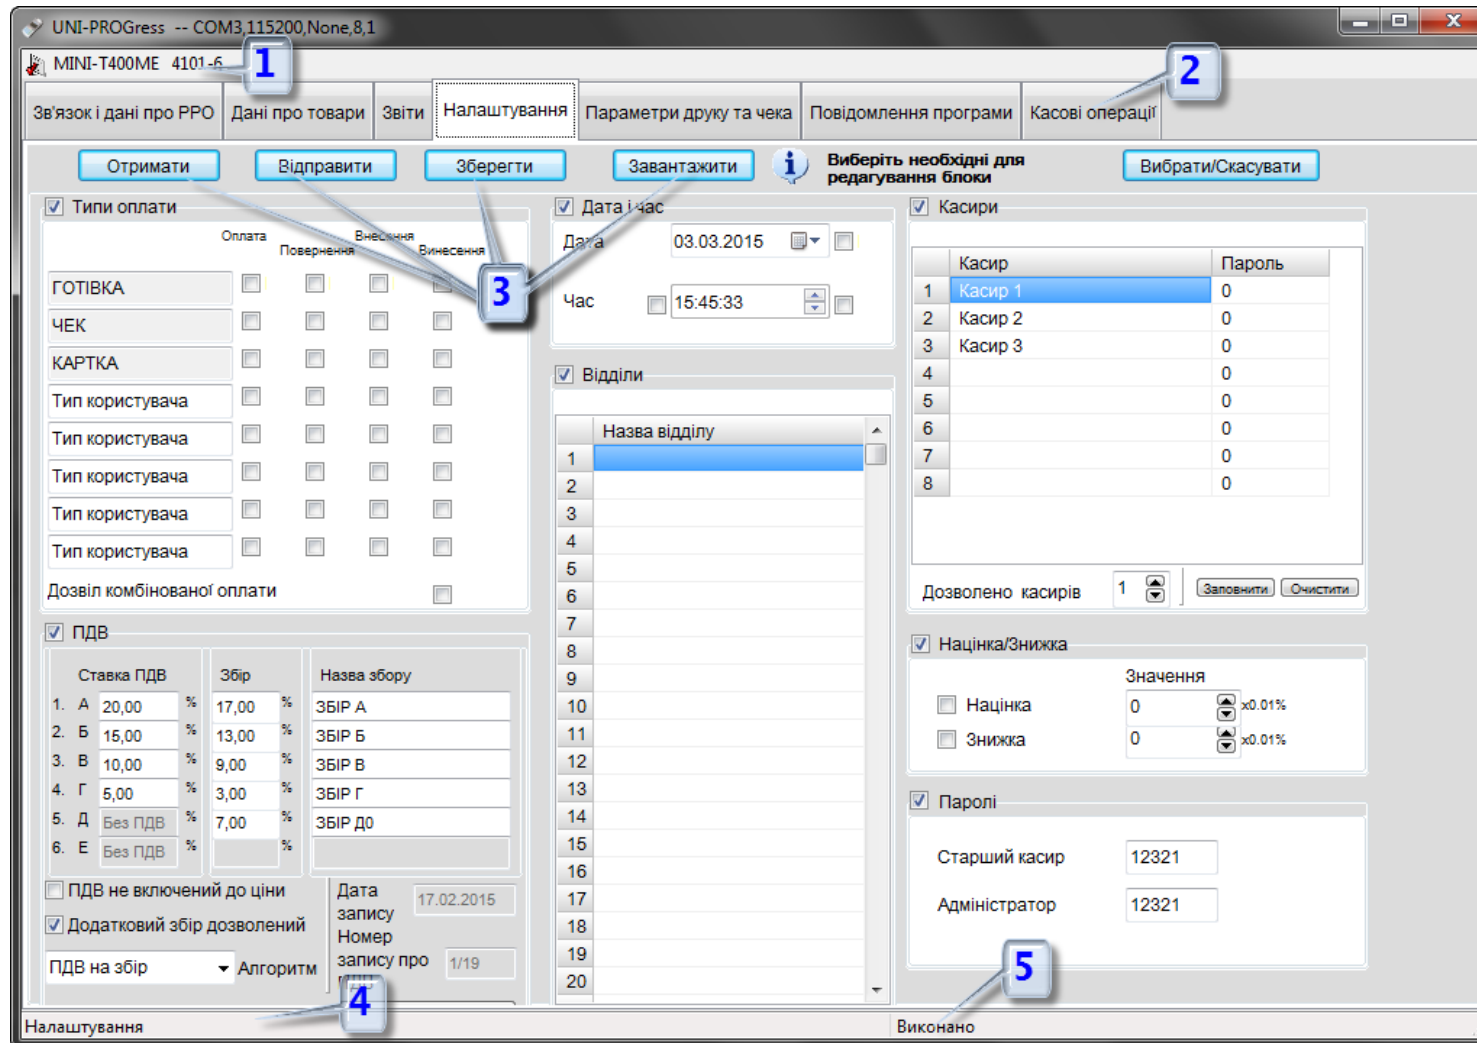 UNI-PROGress -- COM3,115200,None,8,1
MINI-T400ME 4101-6
1
2
Зв'язок і дані про РРО Дані про товари Звіти Налаштування Параметри друку та чека Повідомлення програми Касові операції
Отримати Відправити Зберегти Завантажити Виберіть необхідні для
редагування блоки
Вибрати/Скасувати
Типи оплати
Оплата Повернення Внесення Винесення
ГОТІВКА
ЧЕК
КАРТКА
Тип користувача
Тип користувача
Тип користувача
Тип користувача
Тип користувача
Дозвіл комбінованої оплати
3
ПДВ
Ставка ПДВ Збір Назва збору
1. А 20,00 % 17,00 % ЗБІР А
2. Б 15,00 % 13,00 % ЗБІР Б
3. В 10,00 % 9,00 % ЗБІР В
4. Г 5,00 % 3,00 % ЗБІР Г
5. Д Без ПДВ % 7,00 % ЗБІР Д0
6. Е Без ПДВ % %
ПДВ не включений до ціни
Додатковий збір дозволений
ПДВ на збір Алгоритм
Дата
запису 17.02.2015
Номер
запису про 1/19
4
Дата і час
Дата 03.03.2015
Час 15:45:33
Відділи
Назва відділу
1
2
3
4
5
6
7
8
9
10
11
12
13
14
15
16
17
18
19
20
Касири
Касир Пароль
1 Касир 1 0
2 Касир 2 0
3 Касир 3 0
4 0
5 0
6 0
7 0
8 0
Дозволено касирів 1 Заповнити Очистити
Націнка/Знижка
Значення
Націнка 0 x0.01%
Знижка 0 x0.01%
Паролі
Старший касир 12321
Адміністратор 12321
5
Налаштування Виконано